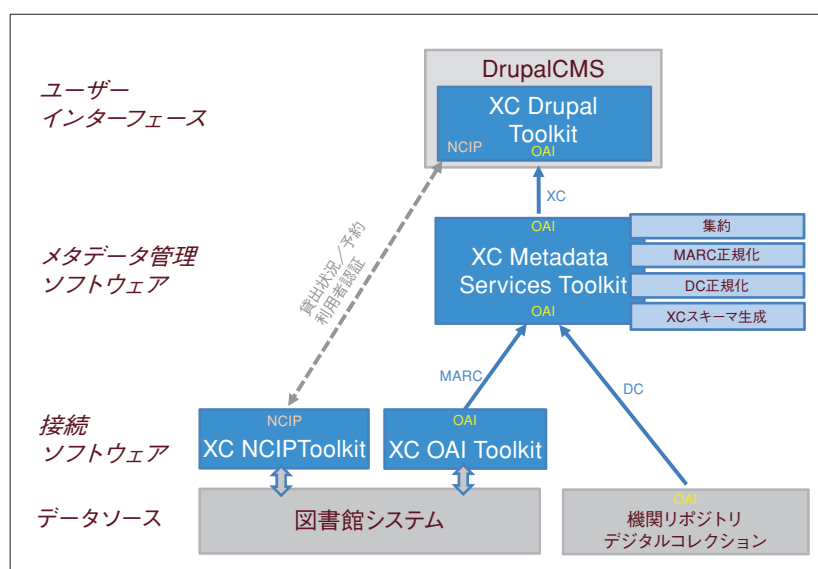 ユーザー
インターフェース
DrupalCMS
XC Drupal
Toolkit
NCIP
OAI
XC
メタデータ管理
ソフトウェア
OAI
XC Metadata
Services Toolkit
OAI
集約
MARC正規化
DC正規化
XCスキーマ生成
貸出状況／予約
利用者認証
MARC
DC
接続
ソフトウェア
NCIP
XC NCIPToolkit
OAI
XC OAI Toolkit
データソース
図書館システム
OAI
機関リポジトリ
デジタルコレクション